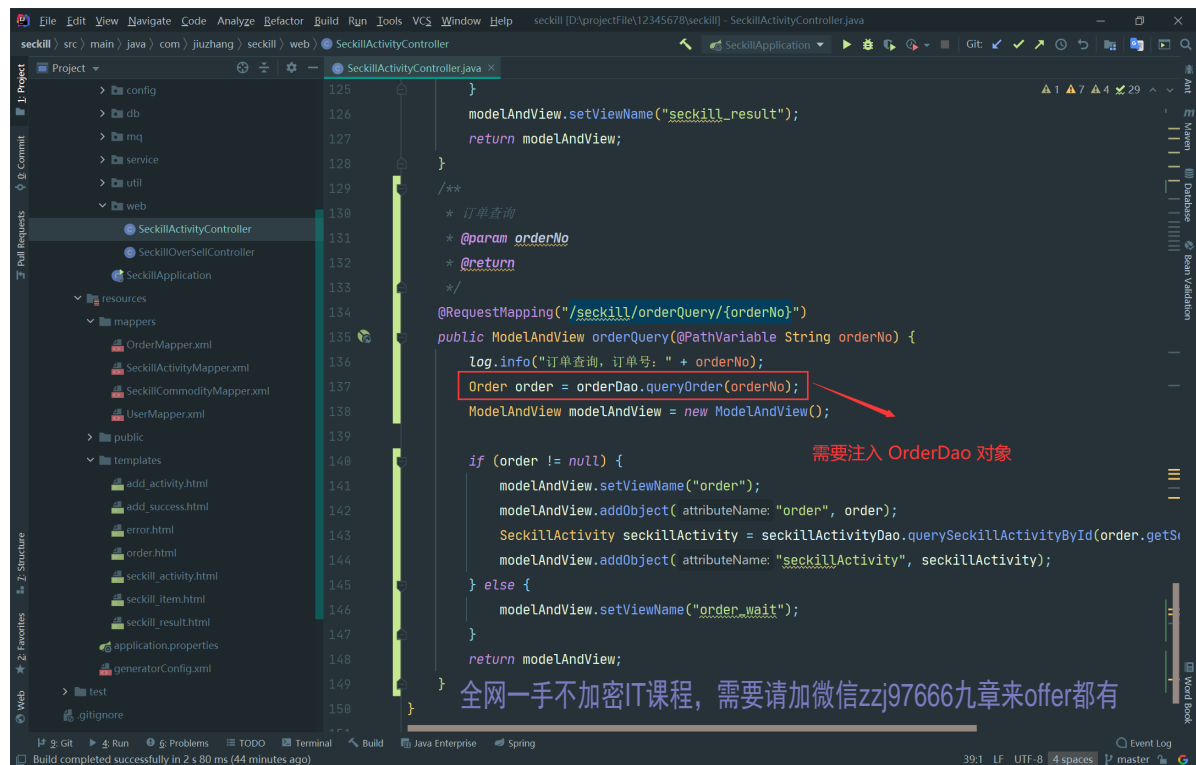 File Edit View Navigate Code Analyze Refactor Build Run Tools VCS Window Help seckill [D:\projectFile\12345678\seckill] - SeckillActivityController.java
seckill src main java com jiuzhang seckill web SeckillActivityController SeckillApplication Git:
1: Project
Project
SeckillActivityController.java
125 }
126 modelAndView.setViewName("seckill_result");
127 return modelAndView;
128 }
129 /**
130 * 订单查询
131 * @param orderNo
132 * @return
133 */
134 @RequestMapping("/seckill/orderQuery/{orderNo}")
135 public ModelAndView orderQuery(@PathVariable String orderNo) {
136 log.info("订单查询，订单号：" + orderNo);
137 Order order = orderDao.queryOrder(orderNo);
138 ModelAndView modelAndView = new ModelAndView();
139
需要注入 OrderDao 对象
140 if (order != null) {
141 modelAndView.setViewName("order");
142 modelAndView.addObject( attributeName: "order", order);
143 SeckillActivity seckillActivity = seckillActivityDao.querySeckillActivityById(order.getSe
144 modelAndView.addObject( attributeName: "seckillActivity", seckillActivity);
145 } else {
146 modelAndView.setViewName("order_wait");
147 }
148 return modelAndView;
149 }
150 }
1 7 4 29
config
db
mq
service
util
web
SeckillActivityController
SeckillOverSellController
SeckillApplication
resources
mappers
OrderMapper.xml
SeckillActivityMapper.xml
SeckillCommodityMapper.xml
UserMapper.xml
public
templates
add_activity.html
add_success.html
error.html
order.html
seckill_activity.html
seckill_item.html
seckill_result.html
application.properties
generatorConfig.xml
test
.gitignore
0: Commit
Pull Requests
7: Structure
2: Favorites
Web
Ant
Maven
Database
Bean Validation
Word Book
全网一手不加密IT课程，需要请加微信zzj97666九章来offer都有
9: Git 4: Run 6: Problems TODO Terminal Build Java Enterprise Spring Event Log
Build completed successfully in 2 s 80 ms (44 minutes ago) 39:1 LF UTF-8 4 spaces master